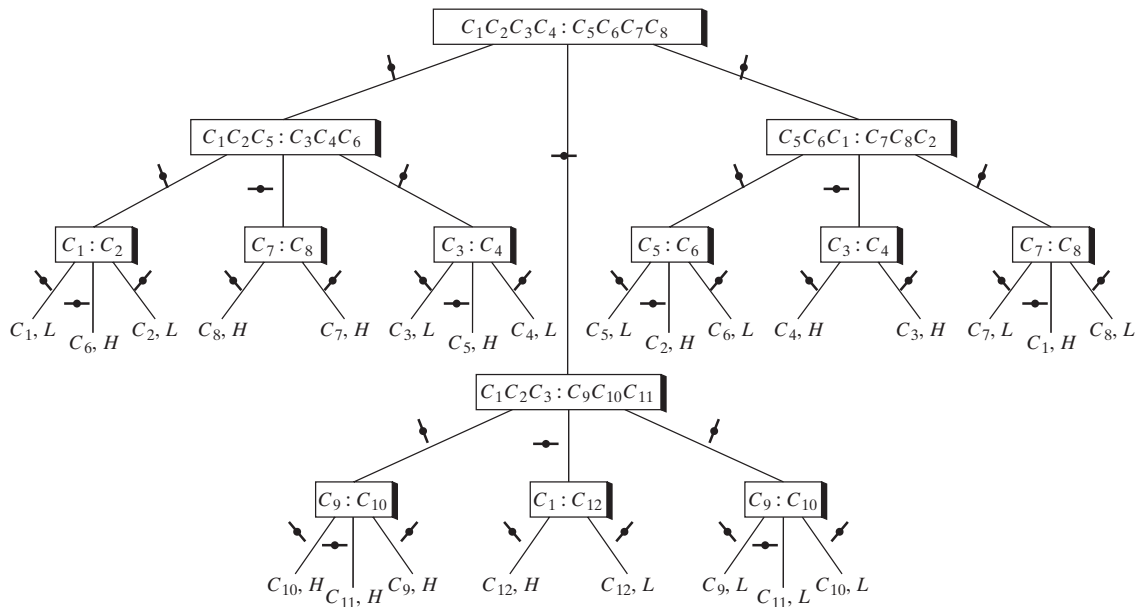 C₁C₂C₃C₄ : C₅C₆C₇C₈
C₁C₂C₅ : C₃C₄C₆
C₅C₆C₁ : C₇C₈C₂
C₁ : C₂
C₇ : C₈
C₃ : C₄
C₅ : C₆
C₃ : C₄
C₇ : C₈
C₁, L
C₆, H
C₂, L
C₈, H
C₇, H
C₃, L
C₅, H
C₄, L
C₅, L
C₂, H
C₆, L
C₄, H
C₃, H
C₇, L
C₁, H
C₈, L
C₁C₂C₃ : C₉C₁₀C₁₁
C₉ : C₁₀
C₁ : C₁₂
C₉ : C₁₀
C₁₀, H
C₁₁, H
C₉, H
C₁₂, H
C₁₂, L
C₉, L
C₁₁, L
C₁₀, L